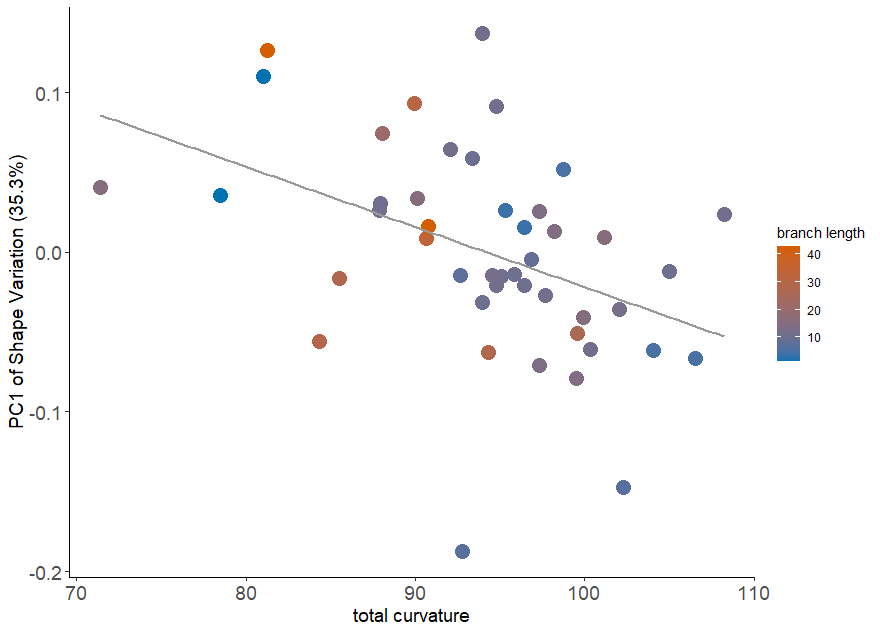 PC1 of Shape Variation (35.3%)
0.1
0.0
-0.1
-0.2
70 80 90 100 110
total curvature
branch length
40
30
20
10